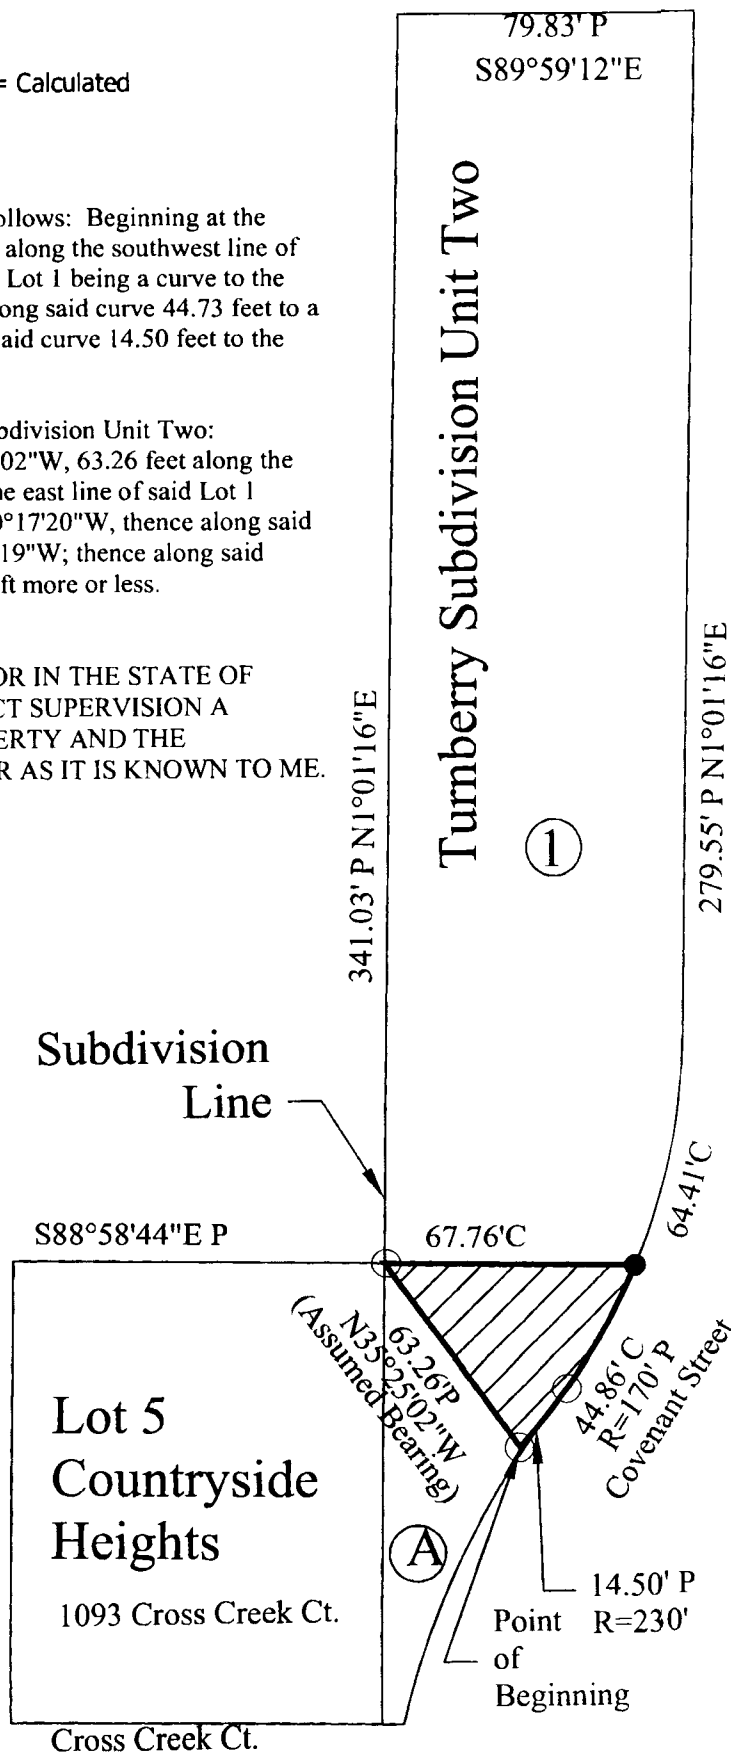 79.83' P
S89°59'12"E
= Calculated
ollows: Beginning at the
along the southwest line of
Lot 1 being a curve to the
ong said curve 44.73 feet to a
aid curve 14.50 feet to the
bdivision Unit Two:
02"W, 63.26 feet along the
ne east line of said Lot 1
0°17'20"W, thence along said
19"W; thence along said
ft more or less.
OR IN THE STATE OF
CT SUPERVISION A
ERTY AND THE
R AS IT IS KNOWN TO ME.
Turnberry Subdivision Unit Two
1
341.03' P N1°01'16"E
279.55' P N1°01'16"E
Subdivision
Line
64.41'C
S88°58'44"E P
67.76'C
63.26'P
N35°25'02"W
(Assumed Bearing)
44.86' C
R=170' P
Covenant Street
Lot 5
Countryside
Heights
1093 Cross Creek Ct.
A
14.50' P
R=230'
Point
of
Beginning
Cross Creek Ct.